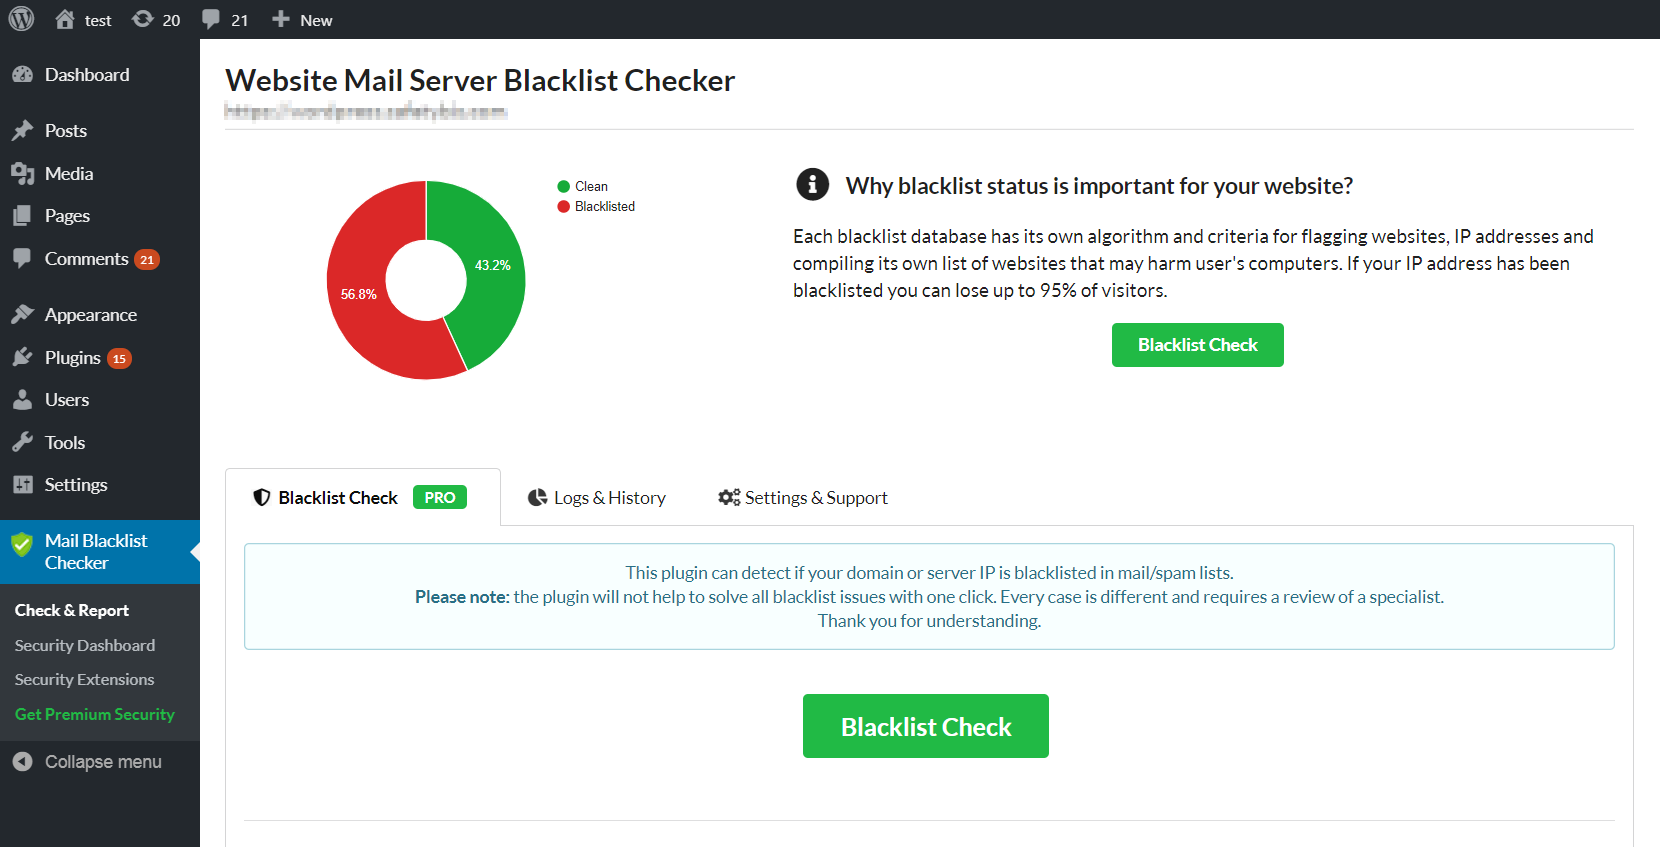 test 20 21 New
Dashboard
Posts
Media
Pages
Comments 21
Appearance
Plugins 15
Users
Tools
Settings
Mail Blacklist
Checker
Check & Report
Security Dashboard
Security Extensions
Get Premium Security
Collapse menu
Website Mail Server Blacklist Checker
Clean
Blacklisted
43.2%
56.8%
Why blacklist status is important for your website?
Each blacklist database has its own algorithm and criteria for flagging websites, IP addresses and
compiling its own list of websites that may harm user's computers. If your IP address has been
blacklisted you can lose up to 95% of visitors.
Blacklist Check
Blacklist Check PRO Logs & History Settings & Support
This plugin can detect if your domain or server IP is blacklisted in mail/spam lists.
Please note: the plugin will not help to solve all blacklist issues with one click. Every case is different and requires a review of a specialist.
Thank you for understanding.
Blacklist Check